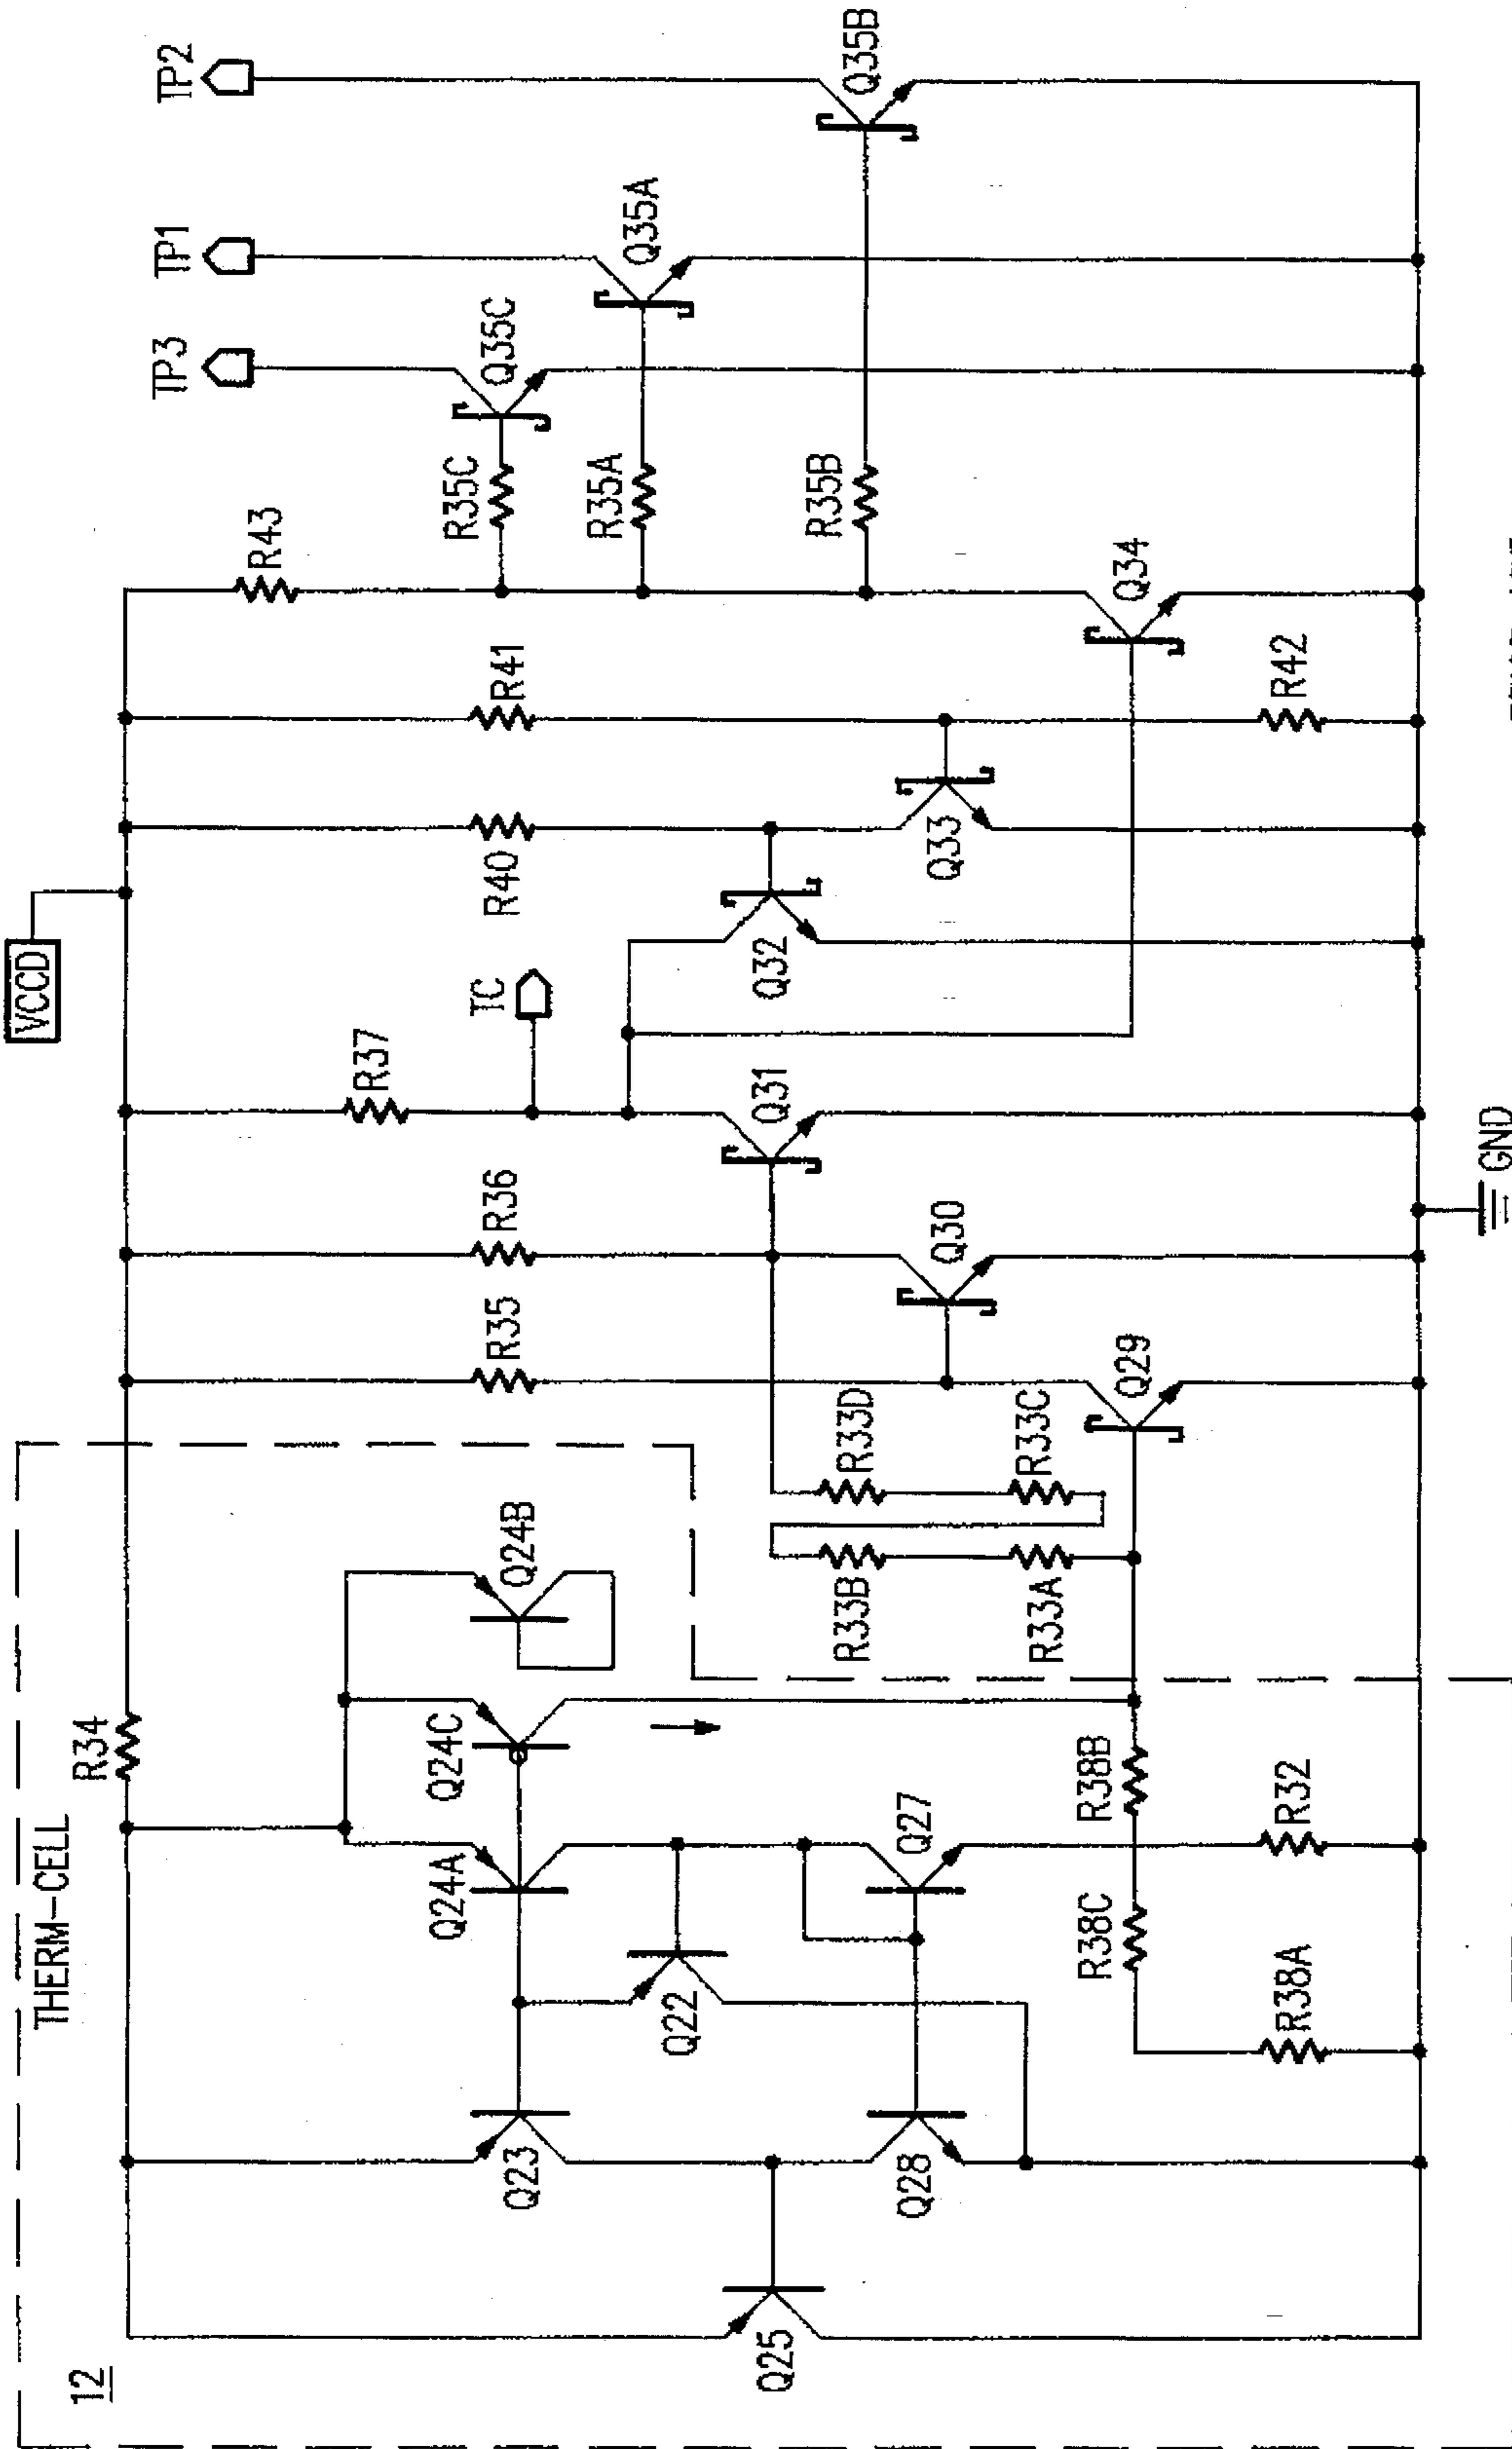 VCCD
THERM-CELL
12
R34
R35
R36
R37
TC
R40
R41
R43
TP3
TP1
TP2
Q23
Q24A
Q24C
Q24B
Q22
Q25
Q28
Q27
R38C
R38B
R38A
R32
R33B
R33A
R33D
R33C
Q29
Q30
Q31
Q32
Q33
R42
Q34
R35C
R35A
R35B
Q35C
Q35A
Q35B
GND